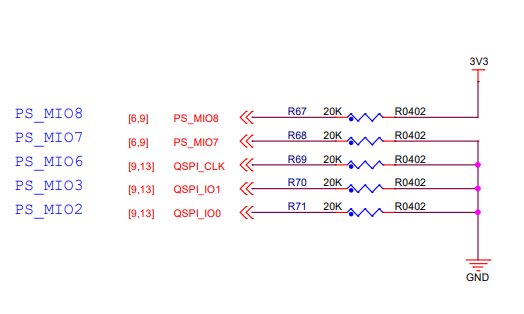 3V3
PS_MIO8 [6,9] PS_MIO8 R67 20K R0402
PS_MIO7 [6,9] PS_MIO7 R68 20K R0402
PS_MIO6 [9,13] QSPI_CLK R69 20K R0402
PS_MIO3 [9,13] QSPI_IO1 R70 20K R0402
PS_MIO2 [9,13] QSPI_IO0 R71 20K R0402
GND